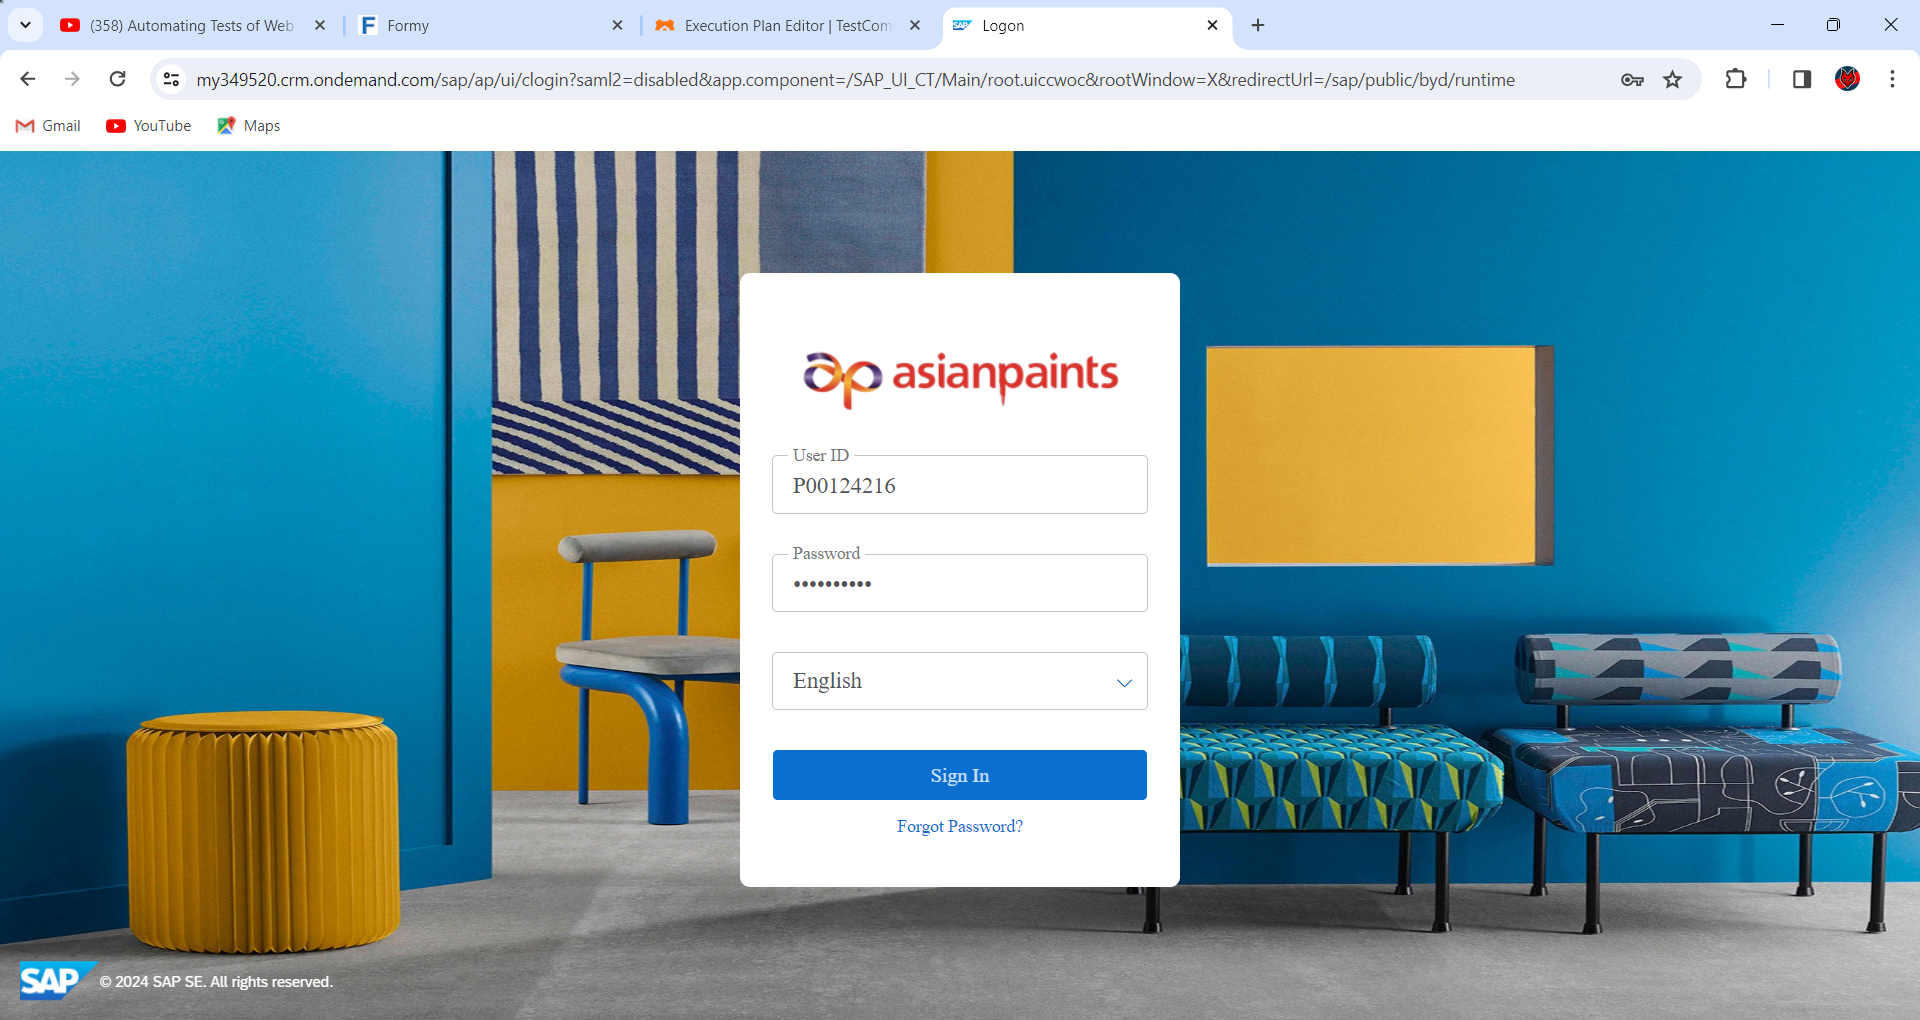 (358) Automating Tests of Web
Formy
Execution Plan Editor | TestCom
Logon
my349520.crm.ondemand.com/sap/ap/ui/clogin?saml2=disabled&app.component=/SAP_UI_CT/Main/root.uiccwoc&rootWindow=X&redirectUrl=/sap/public/byd/runtime
Gmail
YouTube
Maps
ap asianpaints
User ID
P00124216
Password
••••••••••
English
Sign In
Forgot Password?
SAP © 2024 SAP SE. All rights reserved.